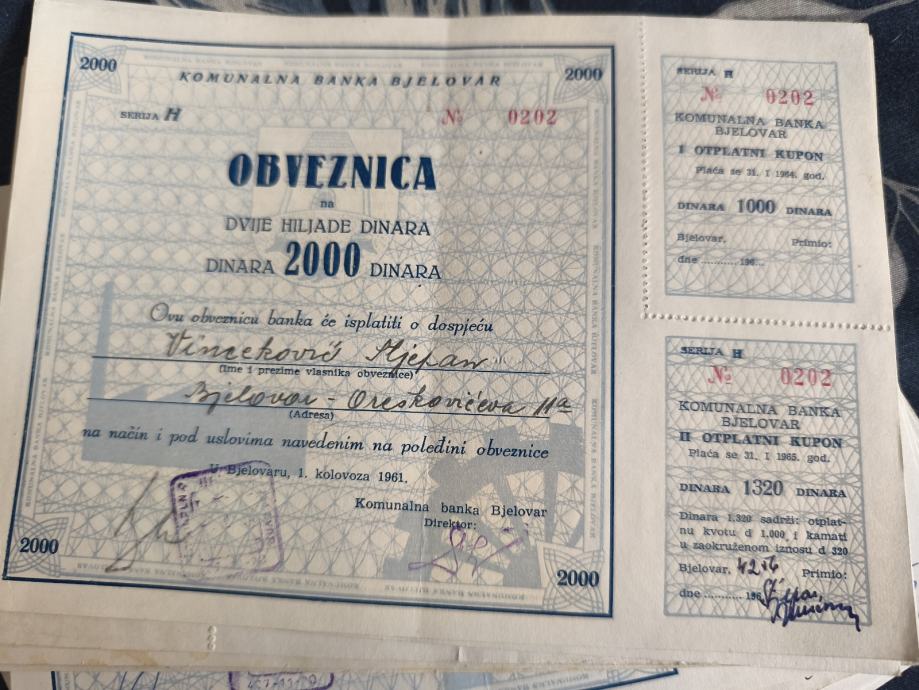 2000
2000
KOMUNALNA BANKA BJELOVAR
SERIJA H
№ 0202
OBVEZNICA
na
DVIJE HILJADE DINARA
DINARA 2000 DINARA
Ovu obveznicu banka će isplatiti o dospjeću
Vinceković Stjepan
(Ime i prezime vlasnika obveznice)
Bjelovar - Oreškovićeva 11a
(Adresa)
na način i pod uslovima navedenim na poleđini obveznice
U Bjelovaru, 1. kolovoza 1961.
Komunalna banka Bjelovar
Direktor:
2000
2000
SERIJA H
№ 0202
KOMUNALNA BANKA
BJELOVAR
I OTPLATNI KUPON
Plaća se 31. I 1964. god.
DINARA 1000 DINARA
Bjelovar, Primio:
dne ........... 196...
SERIJA H
№ 0202
KOMUNALNA BANKA
BJELOVAR
II OTPLATNI KUPON
Plaća se 31. I 1965. god.
DINARA 1320 DINARA
Dinara 1.320 sadrži: otplat-
nu kvotu d 1.000 i kamati
u zaokruženom iznosu d 320
Bjelovar, Primio:
dne ........... 196